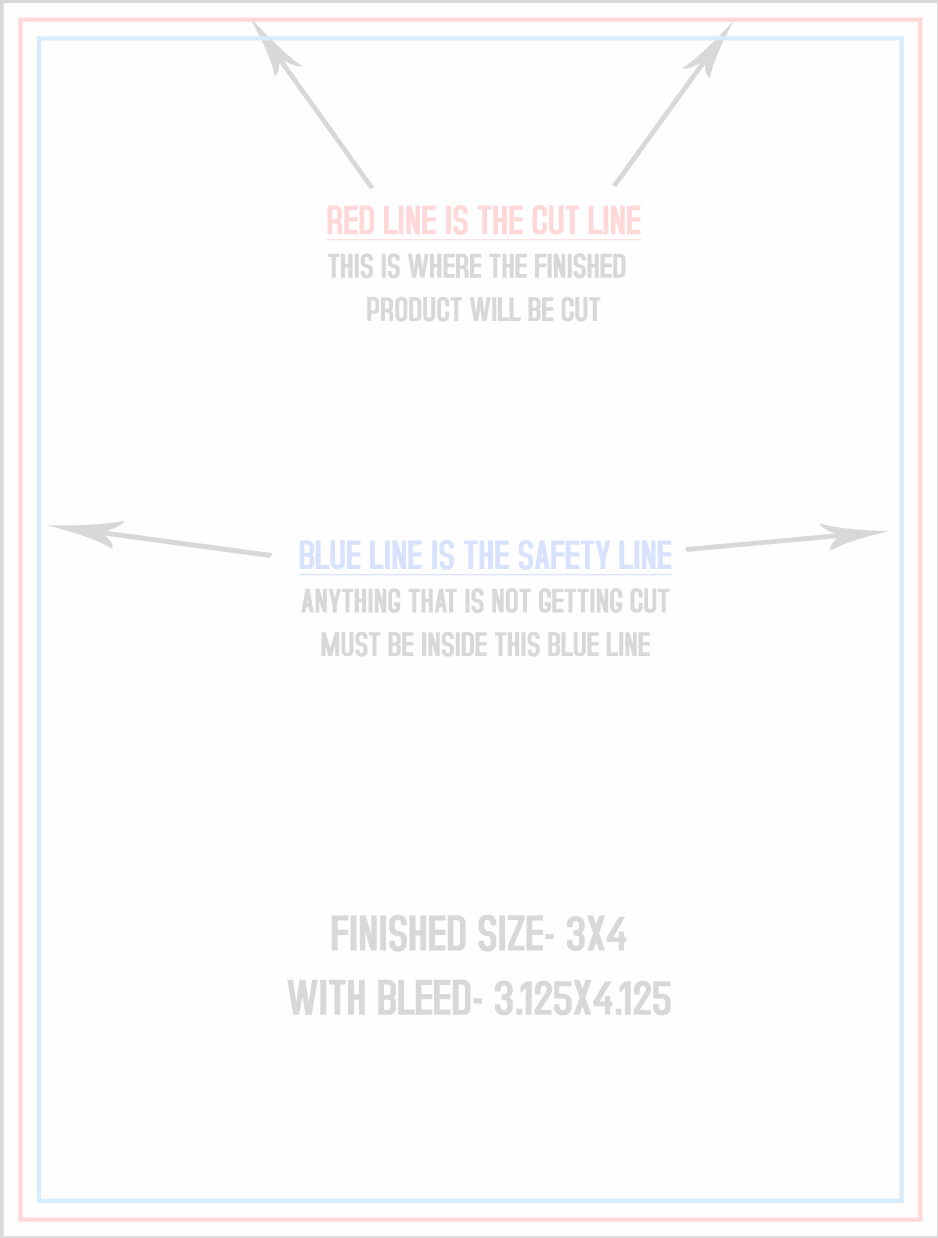 RED LINE IS THE CUT LINE
THIS IS WHERE THE FINISHED
PRODUCT WILL BE CUT
BLUE LINE IS THE SAFETY LINE
ANYTHING THAT IS NOT GETTING CUT
MUST BE INSIDE THIS BLUE LINE
FINISHED SIZE- 3X4
WITH BLEED- 3.125X4.125